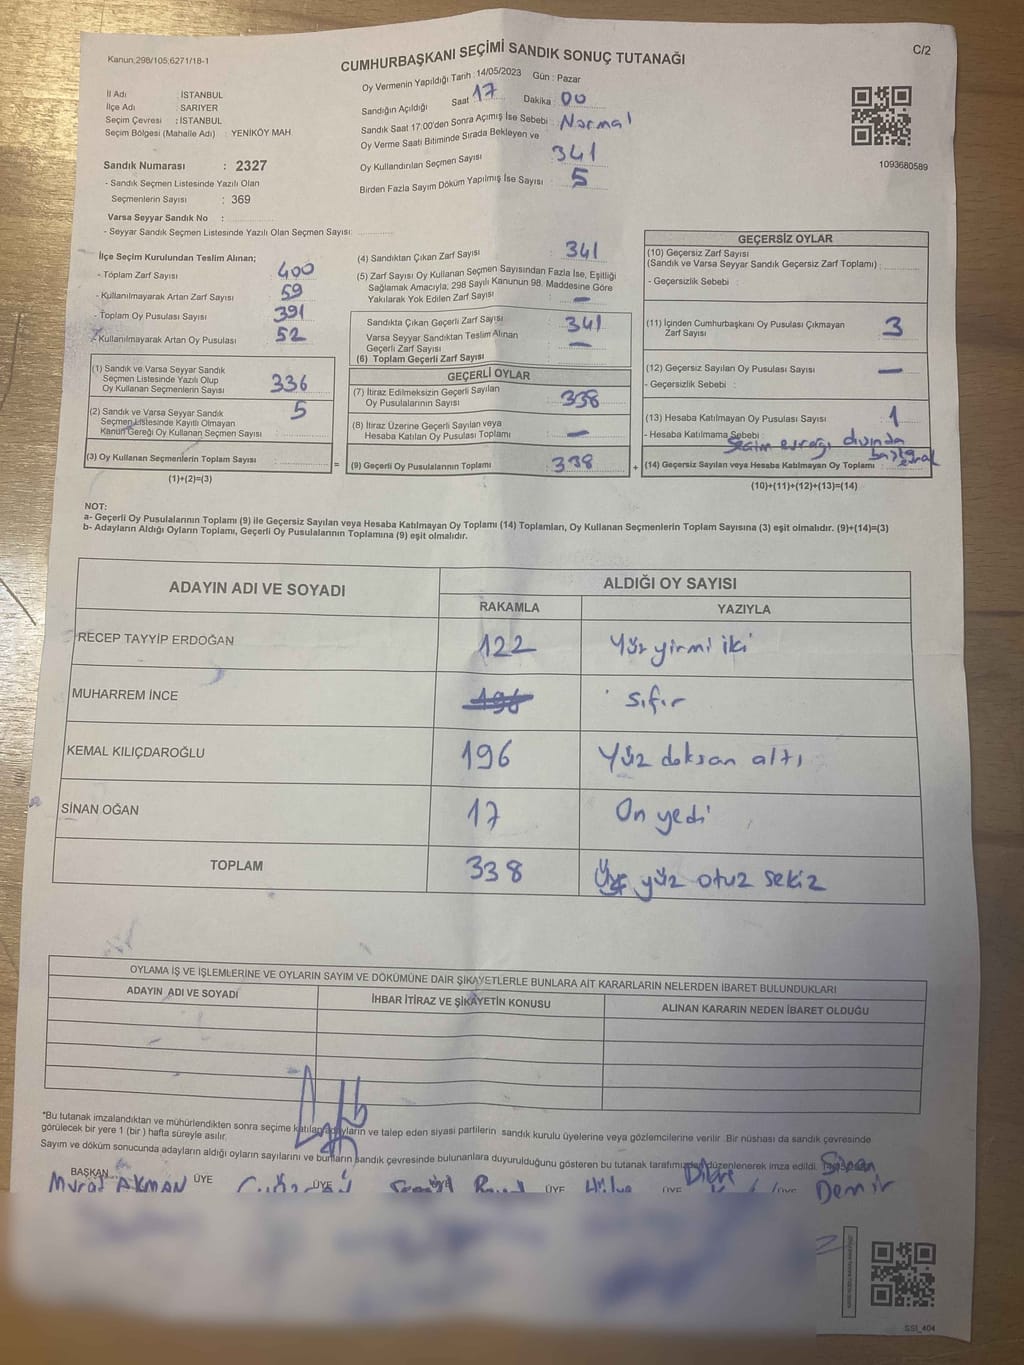 Kanun,298/105,6271/18-1
CUMHURBAŞKANI SEÇİMİ SANDIK SONUÇ TUTANAĞI
C/2
İl Adı : İSTANBUL
İlçe Adı : SARIYER
Seçim Çevresi : İSTANBUL
Seçim Bölgesi (Mahalle Adı) : YENİKÖY MAH.
Sandık Numarası : 2327
- Sandık Seçmen Listesinde Yazılı Olan
Seçmenlerin Sayısı : 369
Varsa Seyyar Sandık No :
- Seyyar Sandık Seçmen Listesinde Yazılı Olan Seçmen Sayısı:
Oy Vermenin Yapıldığı Tarih : 14/05/2023 Gün : Pazar
Sandığın Açıldığı Saat 17 Dakika : 00
Sandık Saat 17:00'den Sonra Açımış İse Sebebi : Normal
Oy Verme Saati Bitiminde Sırada Bekleyen ve
Oy Kullandırılan Seçmen Sayısı 341
Birden Fazla Sayım Döküm Yapılmış İse Sayısı 5
1093680589
İlçe Seçim Kurulundan Teslim Alınan;
- Toplam Zarf Sayısı 400
- Kullanılmayarak Artan Zarf Sayısı 59
- Toplam Oy Pusulası Sayısı 391
- Kullanılmayarak Artan Oy Pusulası 52
(1) Sandık ve Varsa Seyyar Sandık
Seçmen Listesinde Yazılı Olup
Oy Kullanan Seçmenlerin Sayısı 336
(2) Sandık ve Varsa Seyyar Sandık
Seçmen Listesinde Kayıtlı Olmayan
Kanun Gereği Oy Kullanan Seçmen Sayısı : 5
(3) Oy Kullanan Seçmenlerin Toplam Sayısı :
(1)+(2)=(3)
(4) Sandıktan Çıkan Zarf Sayısı : 341
(5) Zarf Sayısı Oy Kullanan Seçmen Sayısından Fazla İse, Eşitliği
Sağlamak Amacıyla, 298 Sayılı Kanunun 98. Maddesine Göre
Yakılarak Yok Edilen Zarf Sayısı : —
Sandıkta Çıkan Geçerli Zarf Sayısı 341
Varsa Seyyar Sandıktan Teslim Alınan
Geçerli Zarf Sayısı : —
(6) Toplam Geçerli Zarf Sayısı :
GEÇERLİ OYLAR
(7) İtiraz Edilmeksizin Geçerli Sayılan
Oy Pusulalarının Sayısı 338
(8) İtiraz Üzerine Geçerli Sayılan veya
Hesaba Katılan Oy Pusulası Toplamı : —
= (9) Geçerli Oy Pusulalarının Toplamı : 338 +
GEÇERSİZ OYLAR
(10) Geçersiz Zarf Sayısı
(Sandık ve Varsa Seyyar Sandık Geçersiz Zarf Toplamı) :
- Geçersizlik Sebebi :
(11) İçinden Cumhurbaşkanı Oy Pusulası Çıkmayan
Zarf Sayısı : 3
(12) Geçersiz Sayılan Oy Pusulası Sayısı : —
- Geçersizlik Sebebi :
(13) Hesaba Katılmayan Oy Pusulası Sayısı : 1
- Hesaba Katılmama Sebebi :
Seçim evrağı dışında
(14) Geçersiz Sayılan veya Hesaba Katılmayan Oy Toplamı :
(10)+(11)+(12)+(13)=(14)
NOT:
a- Geçerli Oy Pusulalarının Toplamı (9) ile Geçersiz Sayılan veya Hesaba Katılmayan Oy Toplamı (14) Toplamları, Oy Kullanan Seçmenlerin Toplam Sayısına (3) eşit olmalıdır. (9)+(14)=(3)
b- Adayların Aldığı Oyların Toplamı, Geçerli Oy Pusulalarının Toplamına (9) eşit olmalıdır.
ADAYIN ADI VE SOYADI ALDIĞI OY SAYISI
RAKAMLA YAZIYLA
RECEP TAYYİP ERDOĞAN 122 Yüz yirmi iki
MUHARREM İNCE 196 sıfır
KEMAL KILIÇDAROĞLU 196 Yüz doksan altı
SİNAN OĞAN 17 On yedi
TOPLAM 338 Üç yüz otuz sekiz
OYLAMA İŞ VE İŞLEMLERİNE VE OYLARIN SAYIM VE DÖKÜMÜNE DAİR ŞİKAYETLERLE BUNLARA AİT KARARLARIN NELERDEN İBARET BULUNDUKLARI
ADAYIN ADI VE SOYADI İHBAR İTİRAZ VE ŞİKAYETİN KONUSU ALINAN KARARIN NEDEN İBARET OLDUĞU
*Bu tutanak imzalandıktan ve mühürlendikten sonra seçime katılan adayların ve talep eden siyasi partilerin sandık kurulu üyelerine veya gözlemcilerine verilir. Bir nüshası da sandık çevresinde
görülecek bir yere 1 (bir ) hafta süreyle asılır.
Sayım ve döküm sonucunda adayların aldığı oyların sayılarını ve bunların sandık çevresinde bulunanlara duyurulduğunu gösteren bu tutanak tarafımızdan düzenlenerek imza edildi.
BAŞKAN ÜYE ÜYE ÜYE ÜYE ÜYE ÜYE
Murat AKMAN Hülya Dilare Sinan
Demir
SSI_404